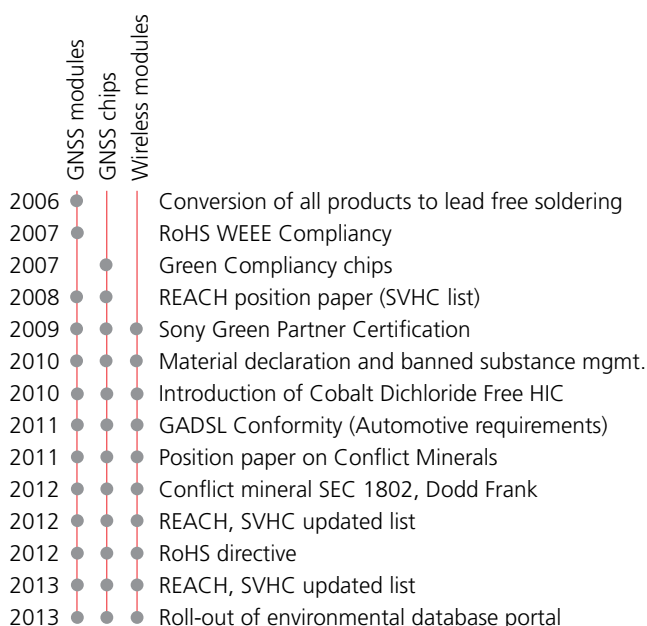 GNSS modules
GNSS chips
Wireless modules
2006 Conversion of all products to lead free soldering
2007 RoHS WEEE Compliancy
2007 Green Compliancy chips
2008 REACH position paper (SVHC list)
2009 Sony Green Partner Certification
2010 Material declaration and banned substance mgmt.
2010 Introduction of Cobalt Dichloride Free HIC
2011 GADSL Conformity (Automotive requirements)
2011 Position paper on Conflict Minerals
2012 Conflict mineral SEC 1802, Dodd Frank
2012 REACH, SVHC updated list
2012 RoHS directive
2013 REACH, SVHC updated list
2013 Roll-out of environmental database portal